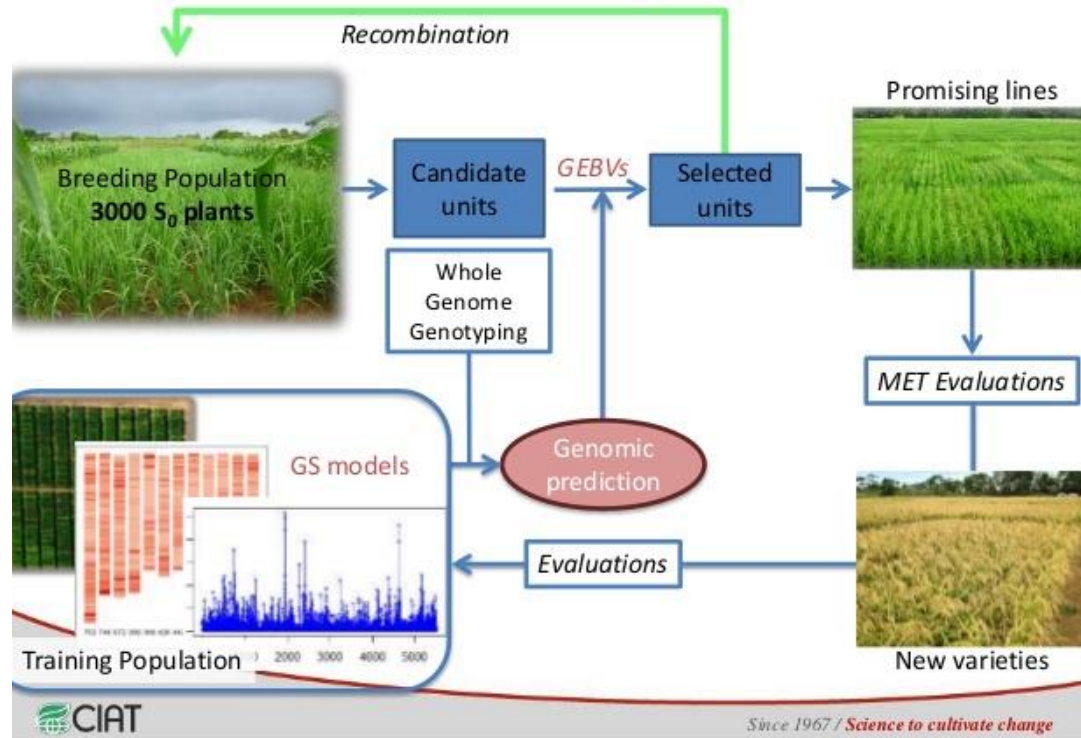 Recombination
Promising lines
Breeding Population
3000 S₀ plants
Candidate
units
GEBVs
Selected
units
Whole
Genome
Genotyping
MET Evaluations
GS models
Genomic
prediction
Evaluations
2000 3000 4000 5000
Training Population
New varieties
CIAT
Since 1967 / Science to cultivate change